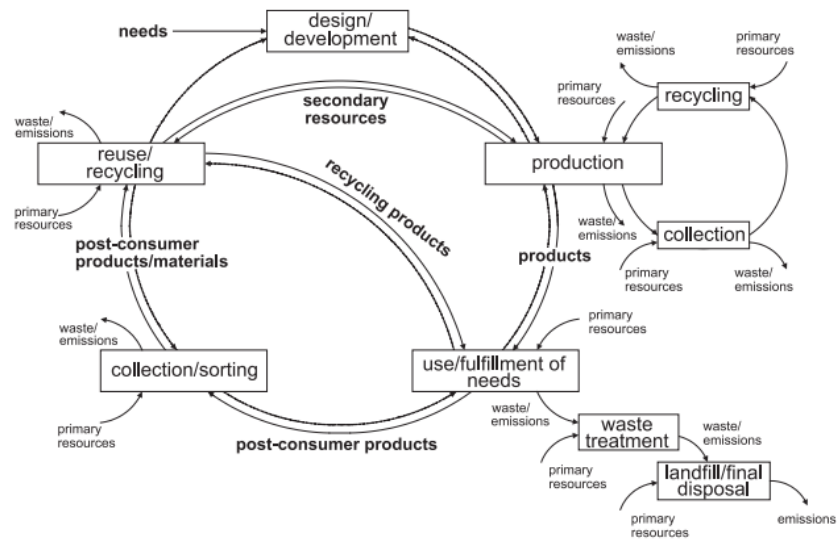 needs
design/
development
waste/
emissions
primary
resources
recycling
primary
resources
secondary
resources
waste/
emissions
reuse/
recycling
primary
resources
recycling products
production
waste/
emissions
collection
primary
resources
waste/
emissions
post-consumer
products/materials
products
waste/
emissions
collection/sorting
primary
resources
use/fulfillment of
needs
primary
resources
post-consumer products
waste/
emissions
waste
treatment
primary
resources
waste/
emissions
landfill/final
disposal
primary
resources
emissions